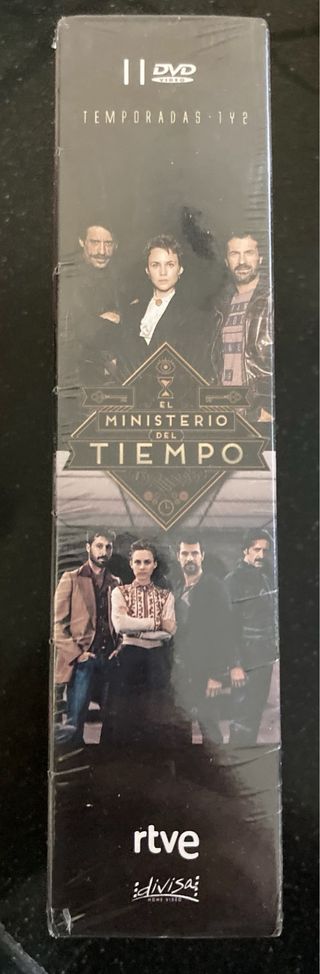 11 DVD
VIDEO
TEMPORADAS · 1 Y 2
EL
MINISTERIO
DEL
TIEMPO
rtve
divisa
HOME VIDEO